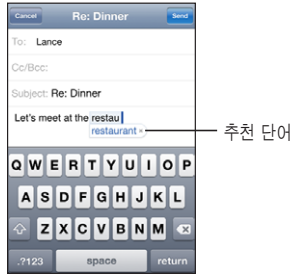 Cancel Re: Dinner Send
To: Lance
Cc/Bcc:
Subject: Re: Dinner
Let's meet at the restau
restaurant ×
추천 단어
Q W E R T Y U I O P
A S D F G H J K L
Z X C V B N M
.?123 space return